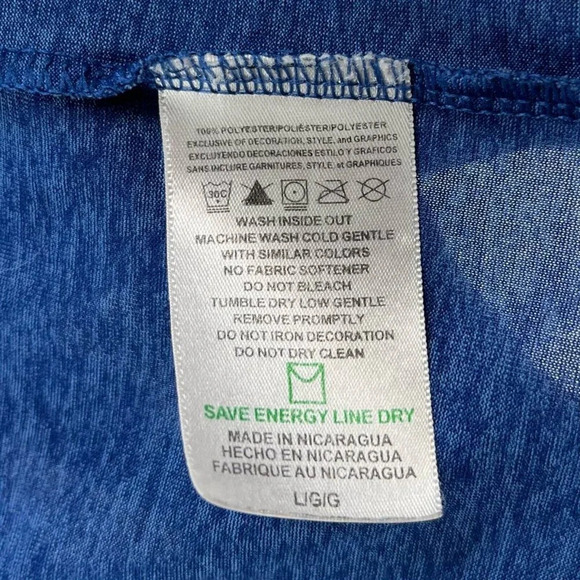 100% POLYESTER/POLIÉSTER/POLYESTER
EXCLUSIVE OF DECORATION, STYLE, and GRAPHICS
EXCLUYENDO DECORACIONES ESTILO Y GRAFICOS
SANS INCLURE GARNITURES, STYLE, et GRAPHIQUES
30C
WASH INSIDE OUT
MACHINE WASH COLD GENTLE
WITH SIMILAR COLORS
NO FABRIC SOFTENER
DO NOT BLEACH
TUMBLE DRY LOW GENTLE
REMOVE PROMPTLY
DO NOT IRON DECORATION
DO NOT DRY CLEAN
SAVE ENERGY LINE DRY
MADE IN NICARAGUA
HECHO EN NICARAGUA
FABRIQUE AU NICARAGUA
L/G/G